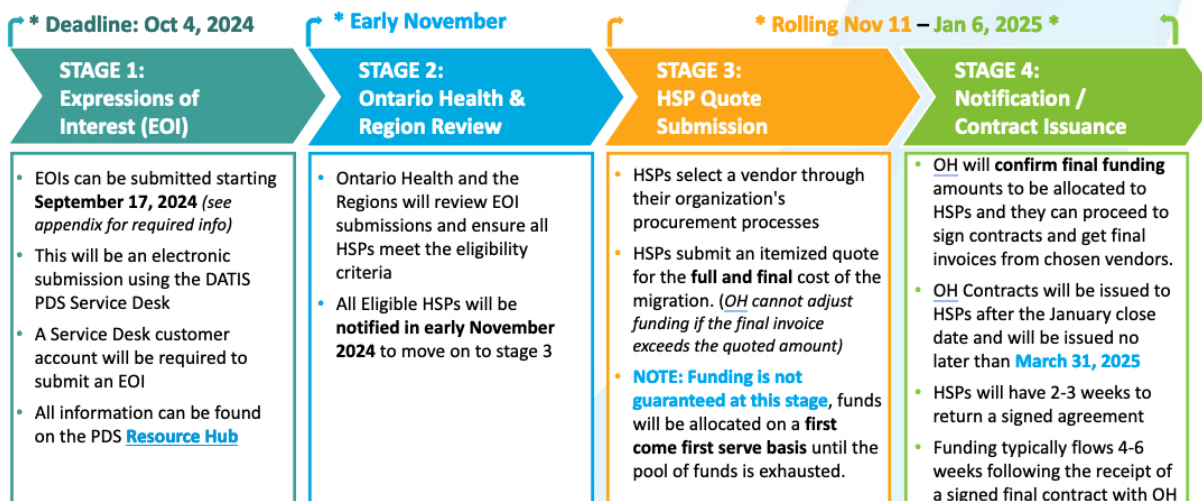 * Deadline: Oct 4, 2024
* Early November
* Rolling Nov 11 – Jan 6, 2025 *
STAGE 1:
Expressions of
Interest (EOI)
STAGE 2:
Ontario Health &
Region Review
STAGE 3:
HSP Quote
Submission
STAGE 4:
Notification /
Contract Issuance
• EOIs can be submitted starting
September 17, 2024 (see
appendix for required info)
• This will be an electronic
submission using the DATIS
PDS Service Desk
• A Service Desk customer
account will be required to
submit an EOI
• All information can be found
on the PDS Resource Hub
• Ontario Health and the
Regions will review EOI
submissions and ensure all
HSPs meet the eligibility
criteria
• All Eligible HSPs will be
notified in early November
2024 to move on to stage 3
• HSPs select a vendor through
their organization's
procurement processes
• HSPs submit an itemized quote
for the full and final cost of the
migration. (OH cannot adjust
funding if the final invoice
exceeds the quoted amount)
• NOTE: Funding is not
guaranteed at this stage, funds
will be allocated on a first
come first serve basis until the
pool of funds is exhausted.
• OH will confirm final funding
amounts to be allocated to
HSPs and they can proceed to
sign contracts and get final
invoices from chosen vendors.
• OH Contracts will be issued to
HSPs after the January close
date and will be issued no
later than March 31, 2025
• HSPs will have 2-3 weeks to
return a signed agreement
• Funding typically flows 4-6
weeks following the receipt of
a signed final contract with OH